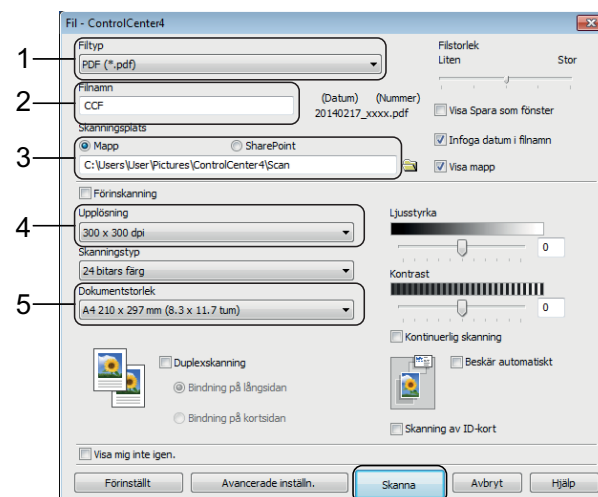 Fil - ControlCenter4
1
Filtyp
PDF (*.pdf)
Filstorlek
Liten Stor
2
Filnamn
CCF
(Datum) (Nummer)
20140217_xxxx.pdf
Visa Spara som fönster
Skanningsplats
Infoga datum i filnamn
3
Mapp SharePoint
C:\Users\User\Pictures\ControlCenter4\Scan
Visa mapp
Förinskanning
4
Upplösning
300 x 300 dpi
Ljusstyrka
0
Skanningstyp
24 bitars färg
Kontrast
5
Dokumentstorlek
A4 210 x 297 mm (8.3 x 11.7 tum)
0
Kontinuerlig skanning
Duplexskanning
Beskär automatiskt
Bindning på långsidan
Bindning på kortsidan
Skanning av ID-kort
Visa mig inte igen.
Förinställt Avancerade inställn. Skanna Avbryt Hjälp